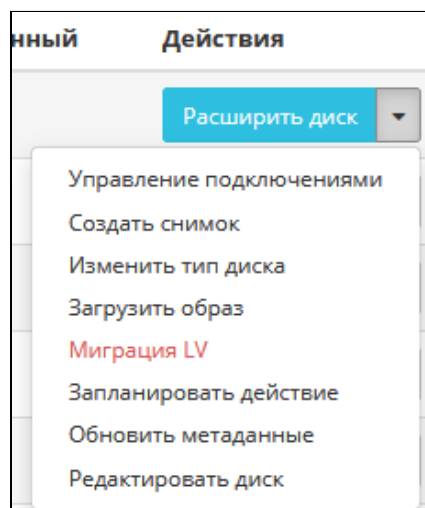 нный Действия
Расширить диск
Управление подключениями
Создать снимок
Изменить тип диска
Загрузить образ
Миграция LV
Запланировать действие
Обновить метаданные
Редактировать диск